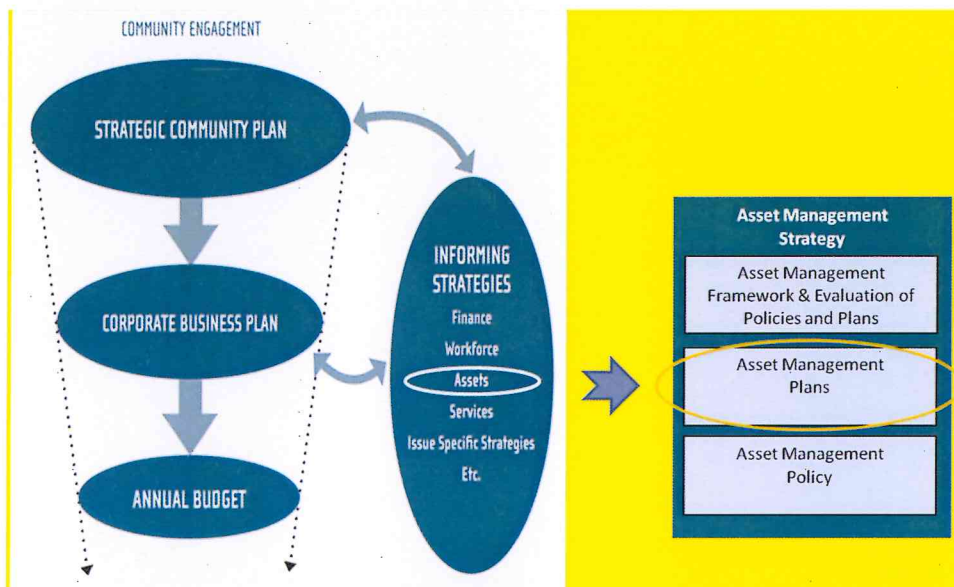 COMMUNITY ENGAGEMENT
STRATEGIC COMMUNITY PLAN
CORPORATE BUSINESS PLAN
ANNUAL BUDGET
INFORMING
STRATEGIES
Finance
Workforce
Assets
Services
Issue Specific Strategies
Etc.
Asset Management
Strategy
Asset Management
Framework & Evaluation of
Policies and Plans
Asset Management
Plans
Asset Management
Policy